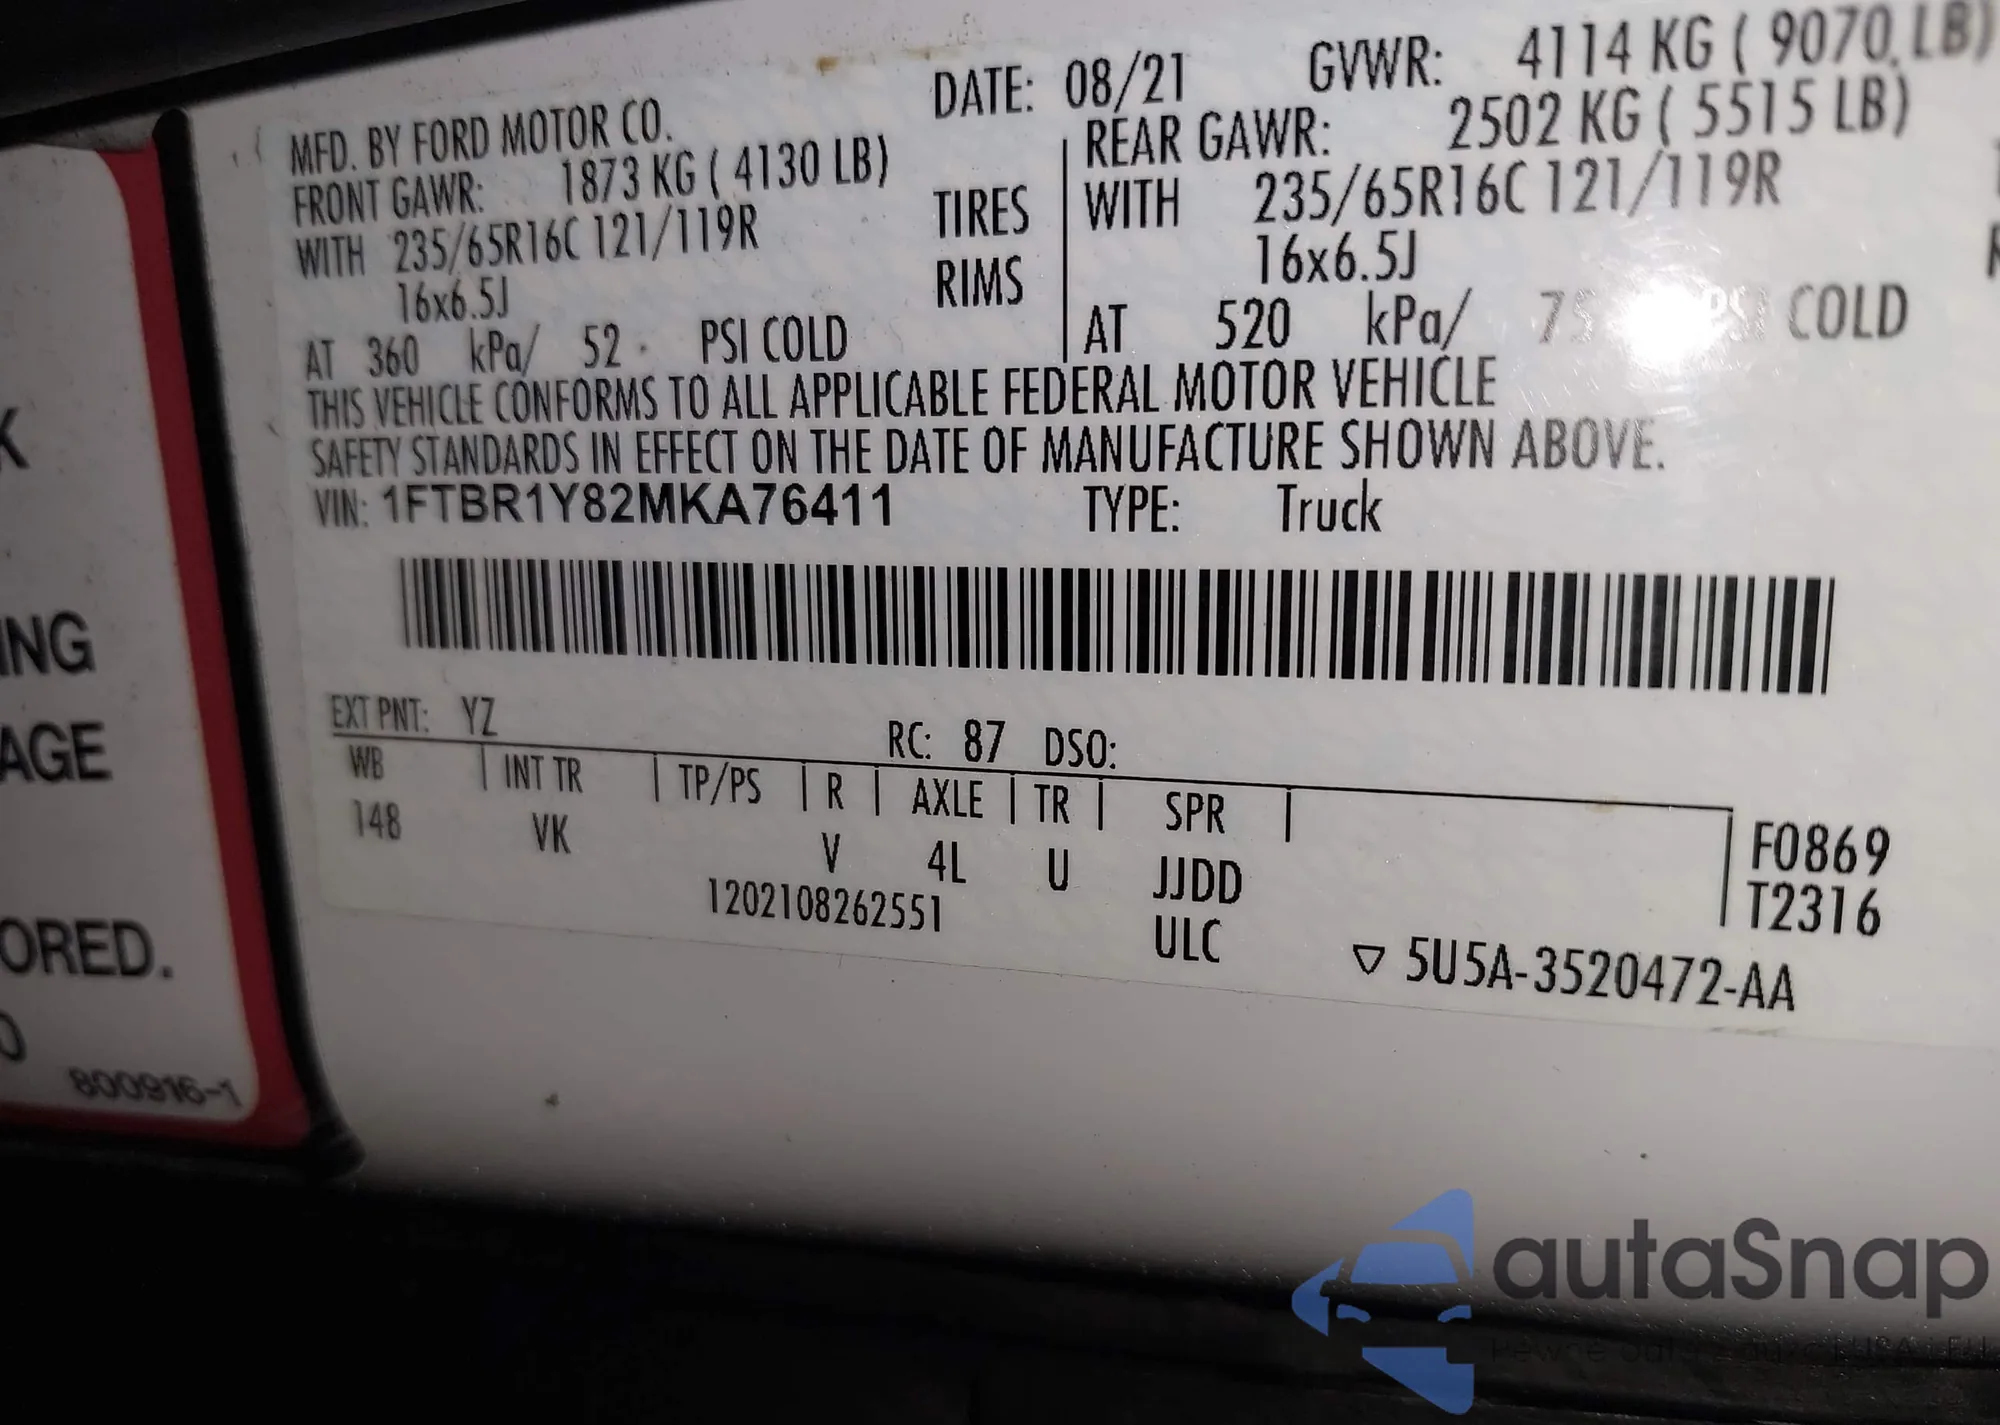 MFD. BY FORD MOTOR CO.
DATE: 08/21
GVWR: 4114 KG ( 9070 LB)
FRONT GAWR: 1873 KG ( 4130 LB)
REAR GAWR: 2502 KG ( 5515 LB)
WITH 235/65R16C 121/119R
TIRES
WITH 235/65R16C 121/119R
16x6.5J
RIMS
16x6.5J
AT 360 kPa/ 52 PSI COLD
AT 520 kPa/ PSI COLD
THIS VEHICLE CONFORMS TO ALL APPLICABLE FEDERAL MOTOR VEHICLE
SAFETY STANDARDS IN EFFECT ON THE DATE OF MANUFACTURE SHOWN ABOVE.
VIN: 1FTBR1Y82MKA76411 TYPE: Truck
EXT PNT: YZ RC: 87 DSO:
WB | INT TR | TP/PS | R | AXLE | TR | SPR |
148 VK V 4L U JJDD
F0869
T2316
1202108262551 ULC
▽ 5U5A-3520472-AA
K
ING
AGE
ORED.
800916-1
autoSnap